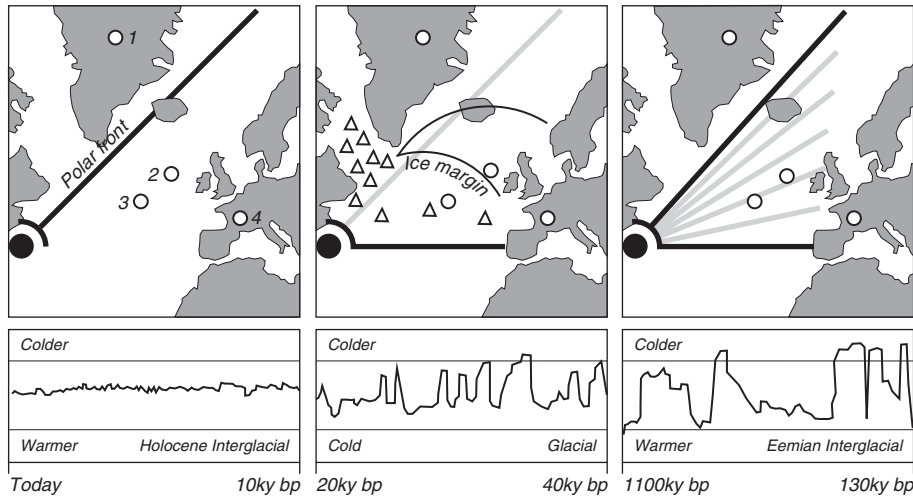 1
Polar front
2
3
4
Ice margin
Colder
Warmer Holocene Interglacial
Today 10ky bp
Cold Glacial
20ky bp 40ky bp
Colder
Warmer Eemian Interglacial
1100ky bp 130ky bp